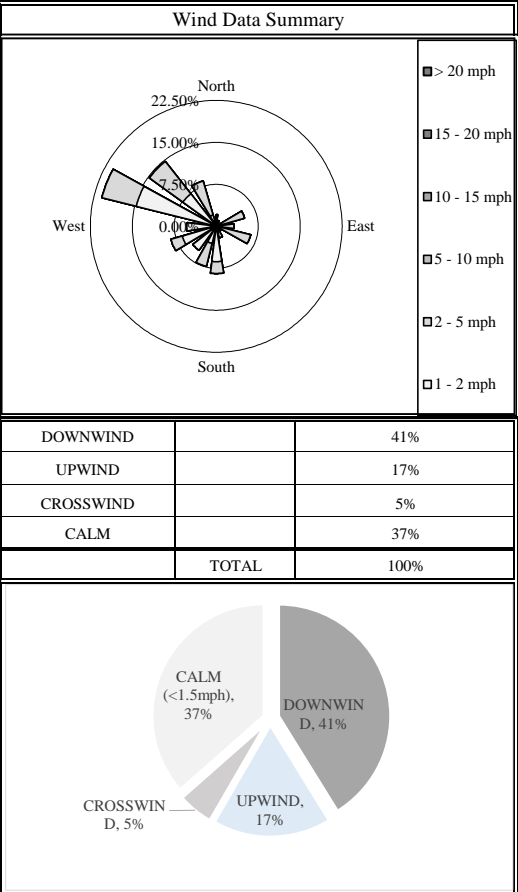 Wind Data Summary
North
22.50%
15.00%
7.50%
0.00%
West
East
South
> 20 mph
15 - 20 mph
10 - 15 mph
5 - 10 mph
2 - 5 mph
1 - 2 mph
DOWNWIND 41%
UPWIND 17%
CROSSWIND 5%
CALM 37%
TOTAL 100%
CALM
(<1.5mph),
37%
DOWNWIN
D, 41%
CROSSWIN
D, 5%
UPWIND,
17%